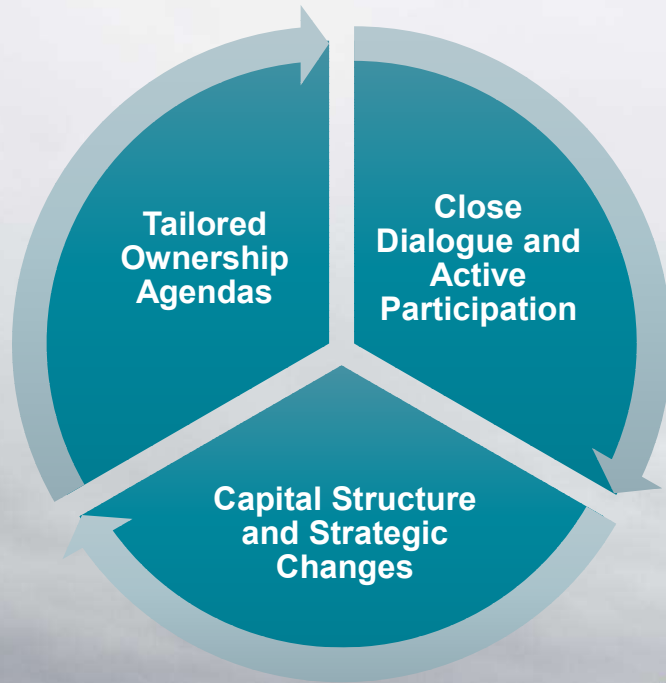 Tailored
Ownership
Agendas
Close
Dialogue and
Active
Participation
Capital Structure
and Strategic
Changes